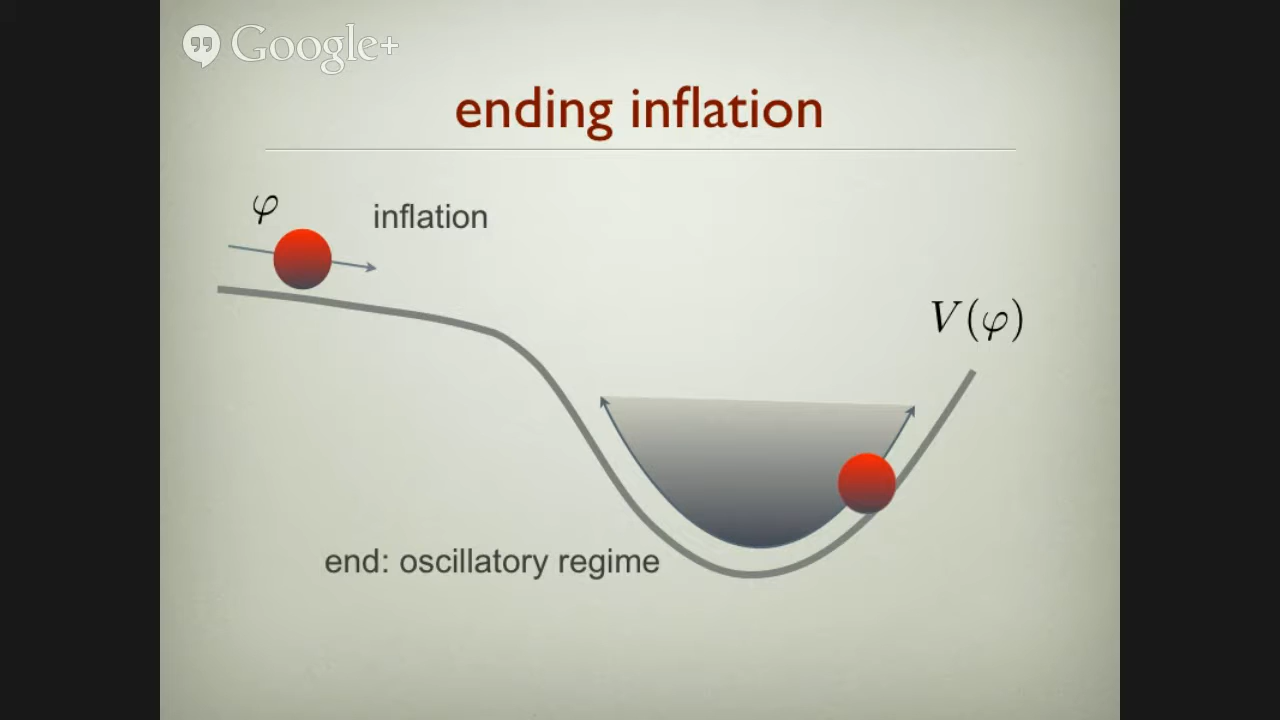 Google+
ending inflation
φ
inflation
V(φ)
end: oscillatory regime